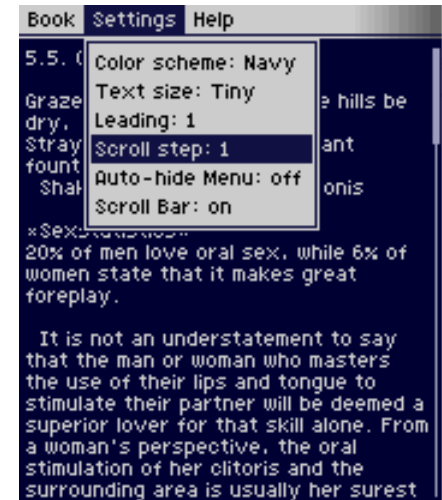 Book Settings Help
5.5.
Color scheme: Navy
Text size: Tiny
Graze e hills be
Leading: 1
dry,
Stray Scroll step: 1 ant
fount
Auto-hide Menu: off
Shak onis
Scroll Bar: on
20% of men love oral sex, while 6% of
women state that it makes great
foreplay.
It is not an understatement to say
that the man or woman who masters
the use of their lips and tongue to
stimulate their partner will be deemed a
superior lover for that skill alone. From
a woman's perspective, the oral
stimulation of her clitoris and the
surrounding area is usually her surest